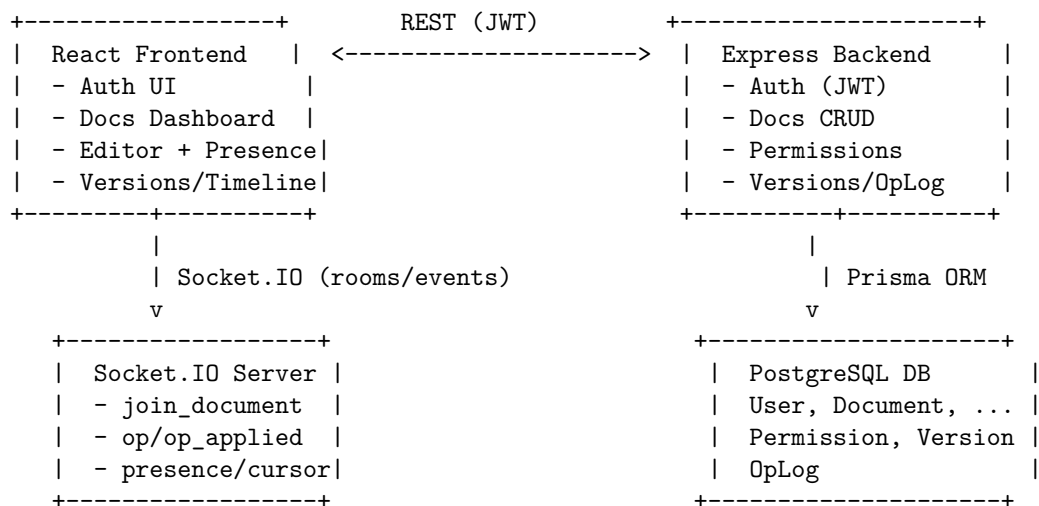 REST (JWT)
React Frontend
- Auth UI
- Docs Dashboard
- Editor + Presence
- Versions/Timeline
Express Backend
- Auth (JWT)
- Docs CRUD
- Permissions
- Versions/OpLog
Socket.IO (rooms/events)
Prisma ORM
Socket.IO Server
- join_document
- op/op_applied
- presence/cursor
PostgreSQL DB
User, Document, ...
Permission, Version
OpLog